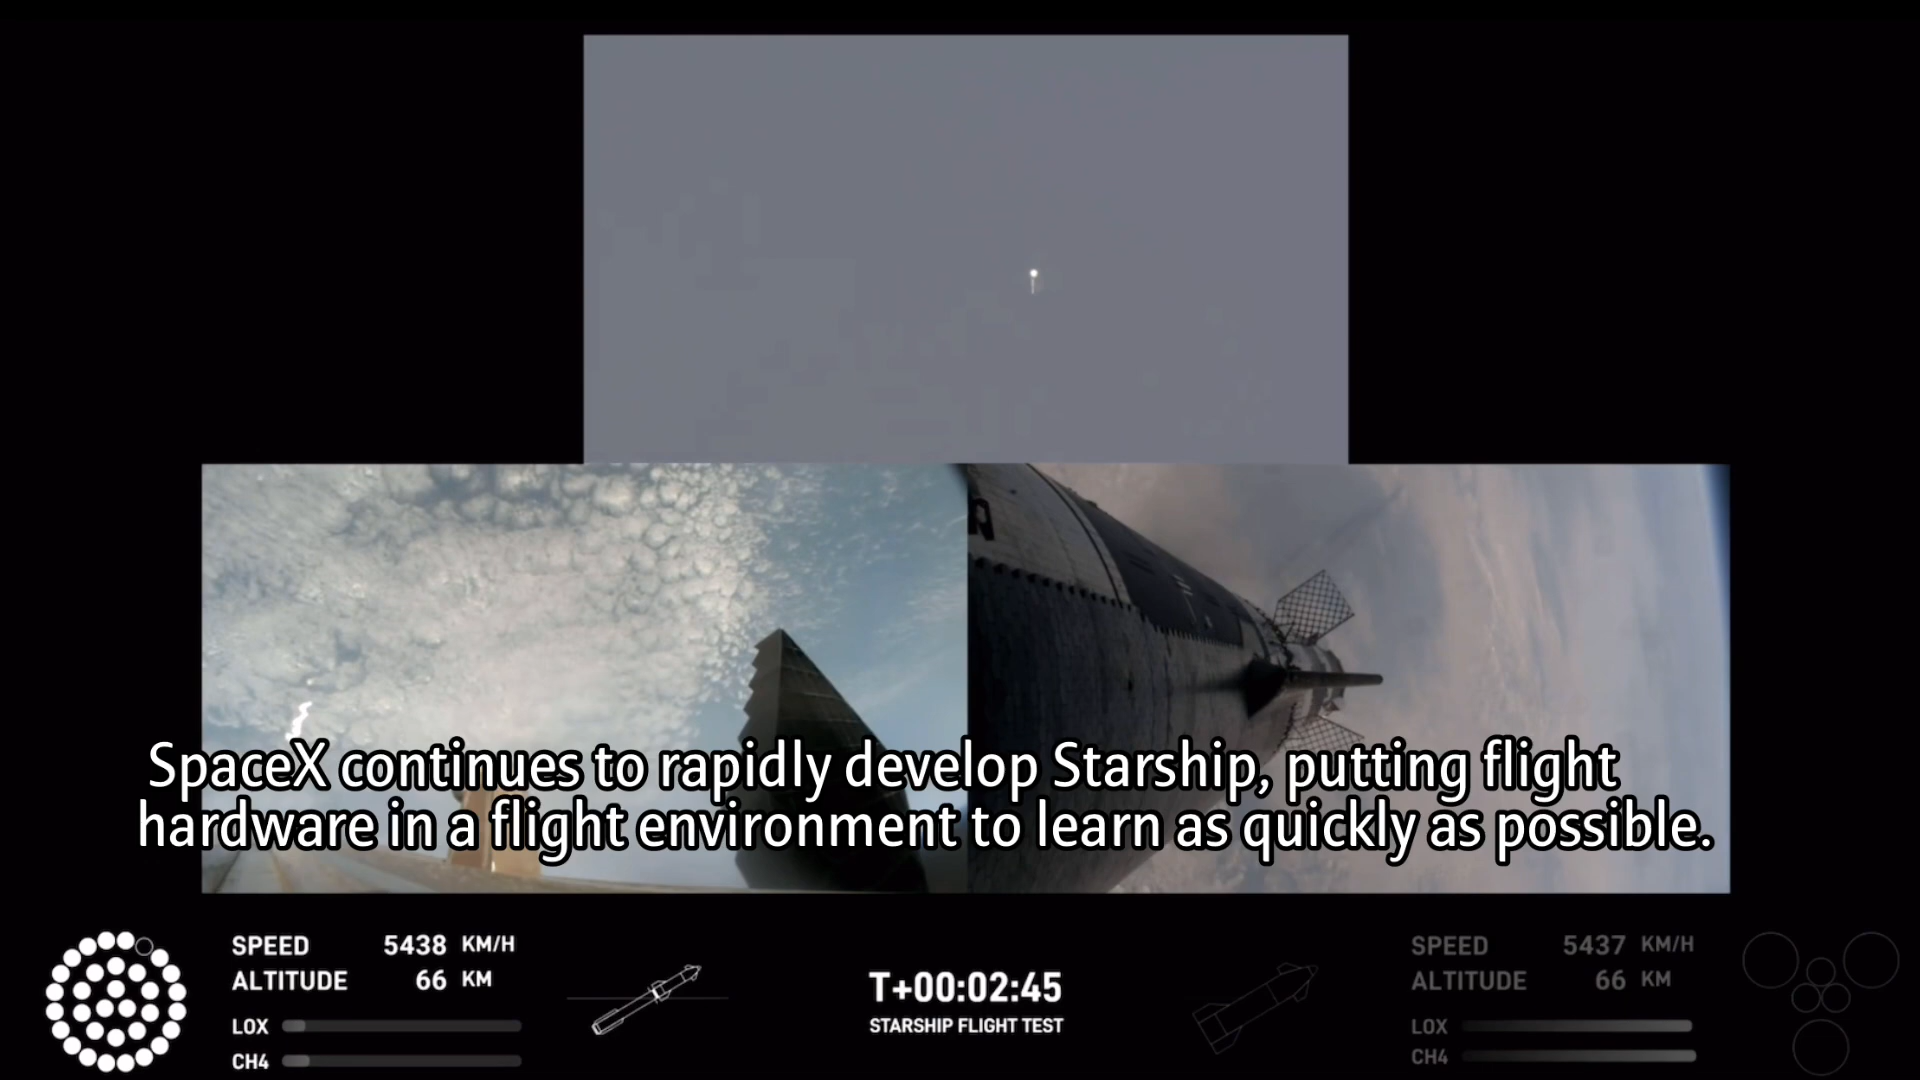 SpaceX continues to rapidly develop Starship, putting flight
hardware in a flight environment to learn as quickly as possible.
SPEED 5438 KM/H
ALTITUDE 66 KM
LOX
CH4
T+00:02:45
STARSHIP FLIGHT TEST
SPEED 5437 KM/H
ALTITUDE 66 KM
LOX
CH4